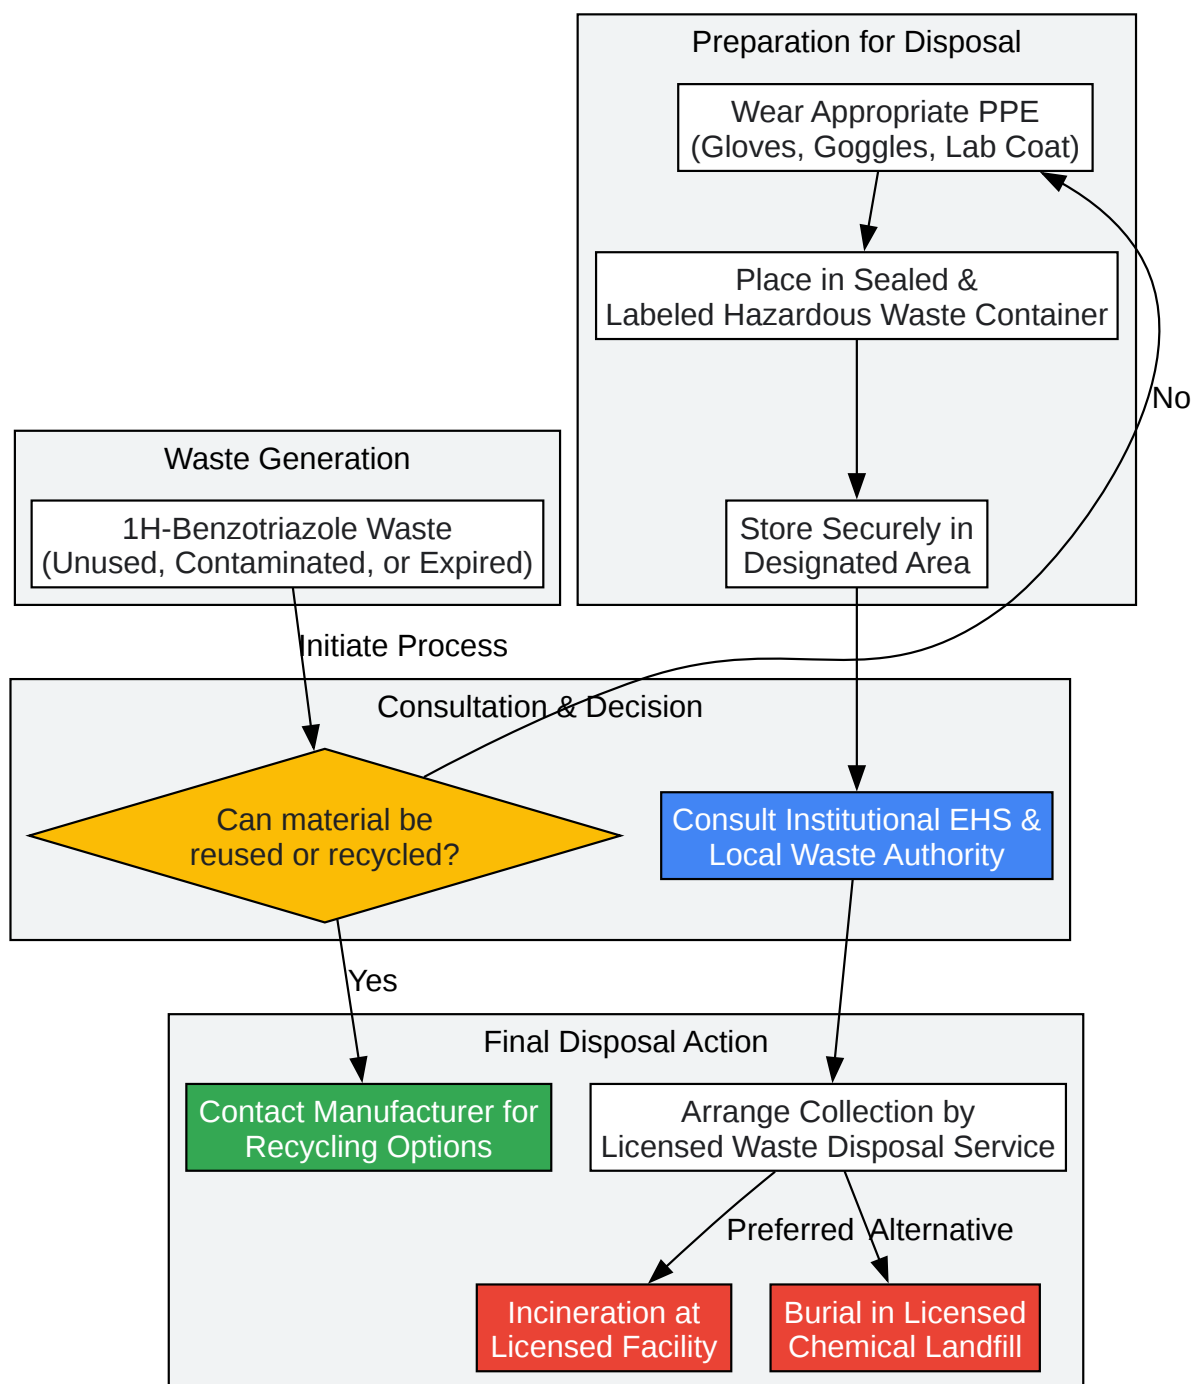 Preparation for Disposal
Wear Appropriate PPE
(Gloves, Goggles, Lab Coat)
Place in Sealed &
Labeled Hazardous Waste Container
No
Waste Generation
1H-Benzotriazole Waste
(Unused, Contaminated, or Expired)
Store Securely in
Designated Area
Initiate Process
Consultation & Decision
Can material be
reused or recycled?
Consult Institutional EHS &
Local Waste Authority
Yes
Final Disposal Action
Contact Manufacturer for
Recycling Options
Arrange Collection by
Licensed Waste Disposal Service
Preferred
Alternative
Incineration at
Licensed Facility
Burial in Licensed
Chemical Landfill